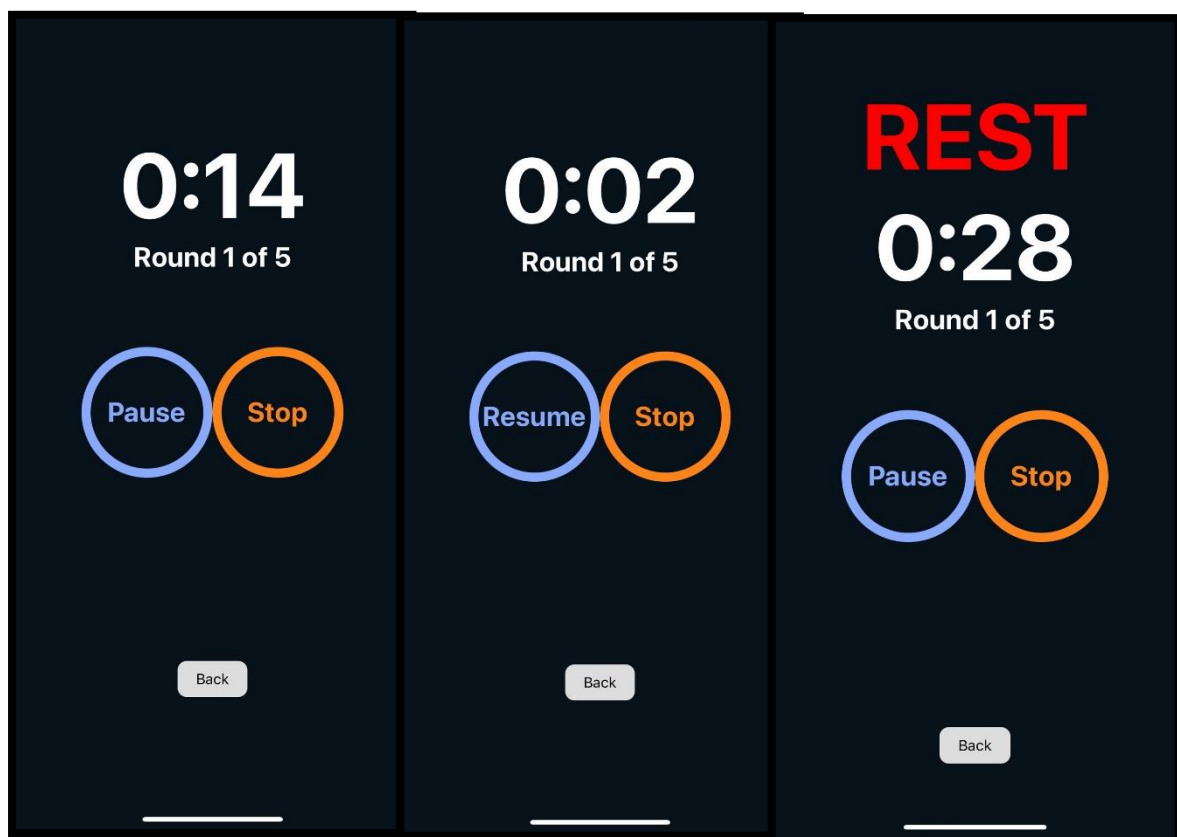 0:14
Round 1 of 5
Pause Stop
Back
0:02
Round 1 of 5
Resume Stop
Back
REST
0:28
Round 1 of 5
Pause Stop
Back